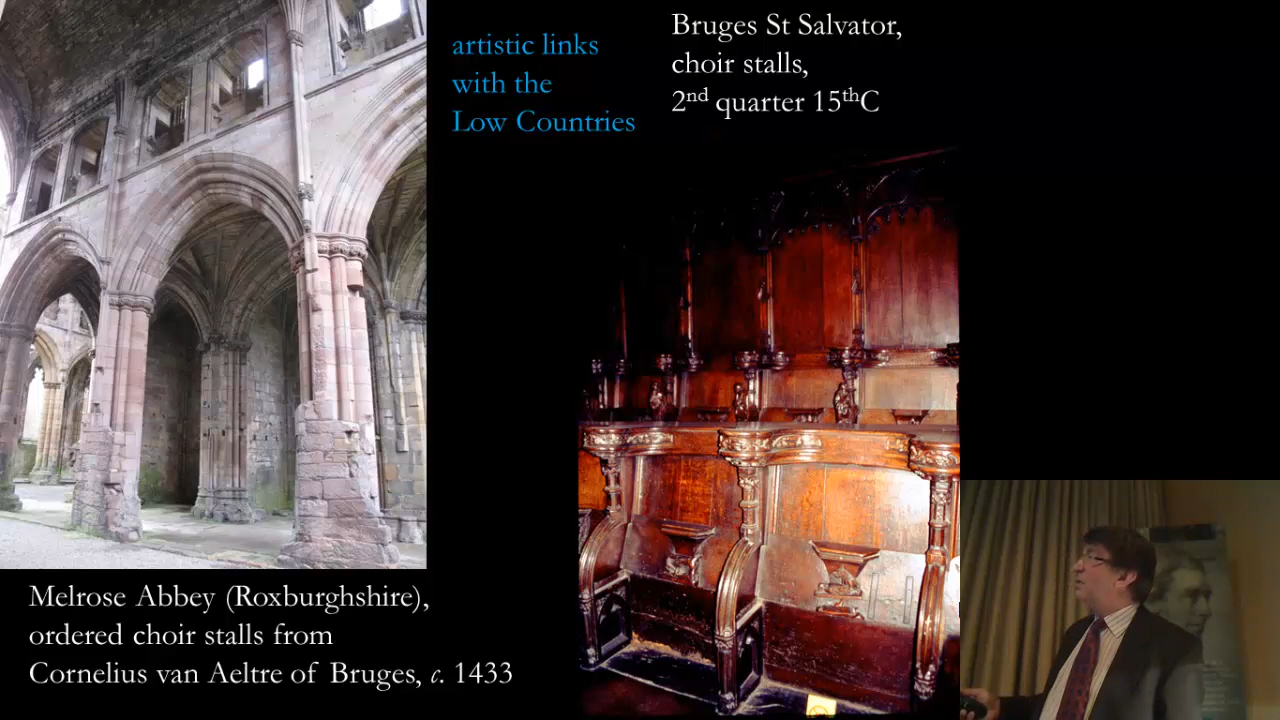 artistic links
with the
Low Countries
Bruges St Salvator,
choir stalls,
2nd quarter 15thC
Melrose Abbey (Roxburghshire),
ordered choir stalls from
Cornelius van Aeltre of Bruges, c. 1433